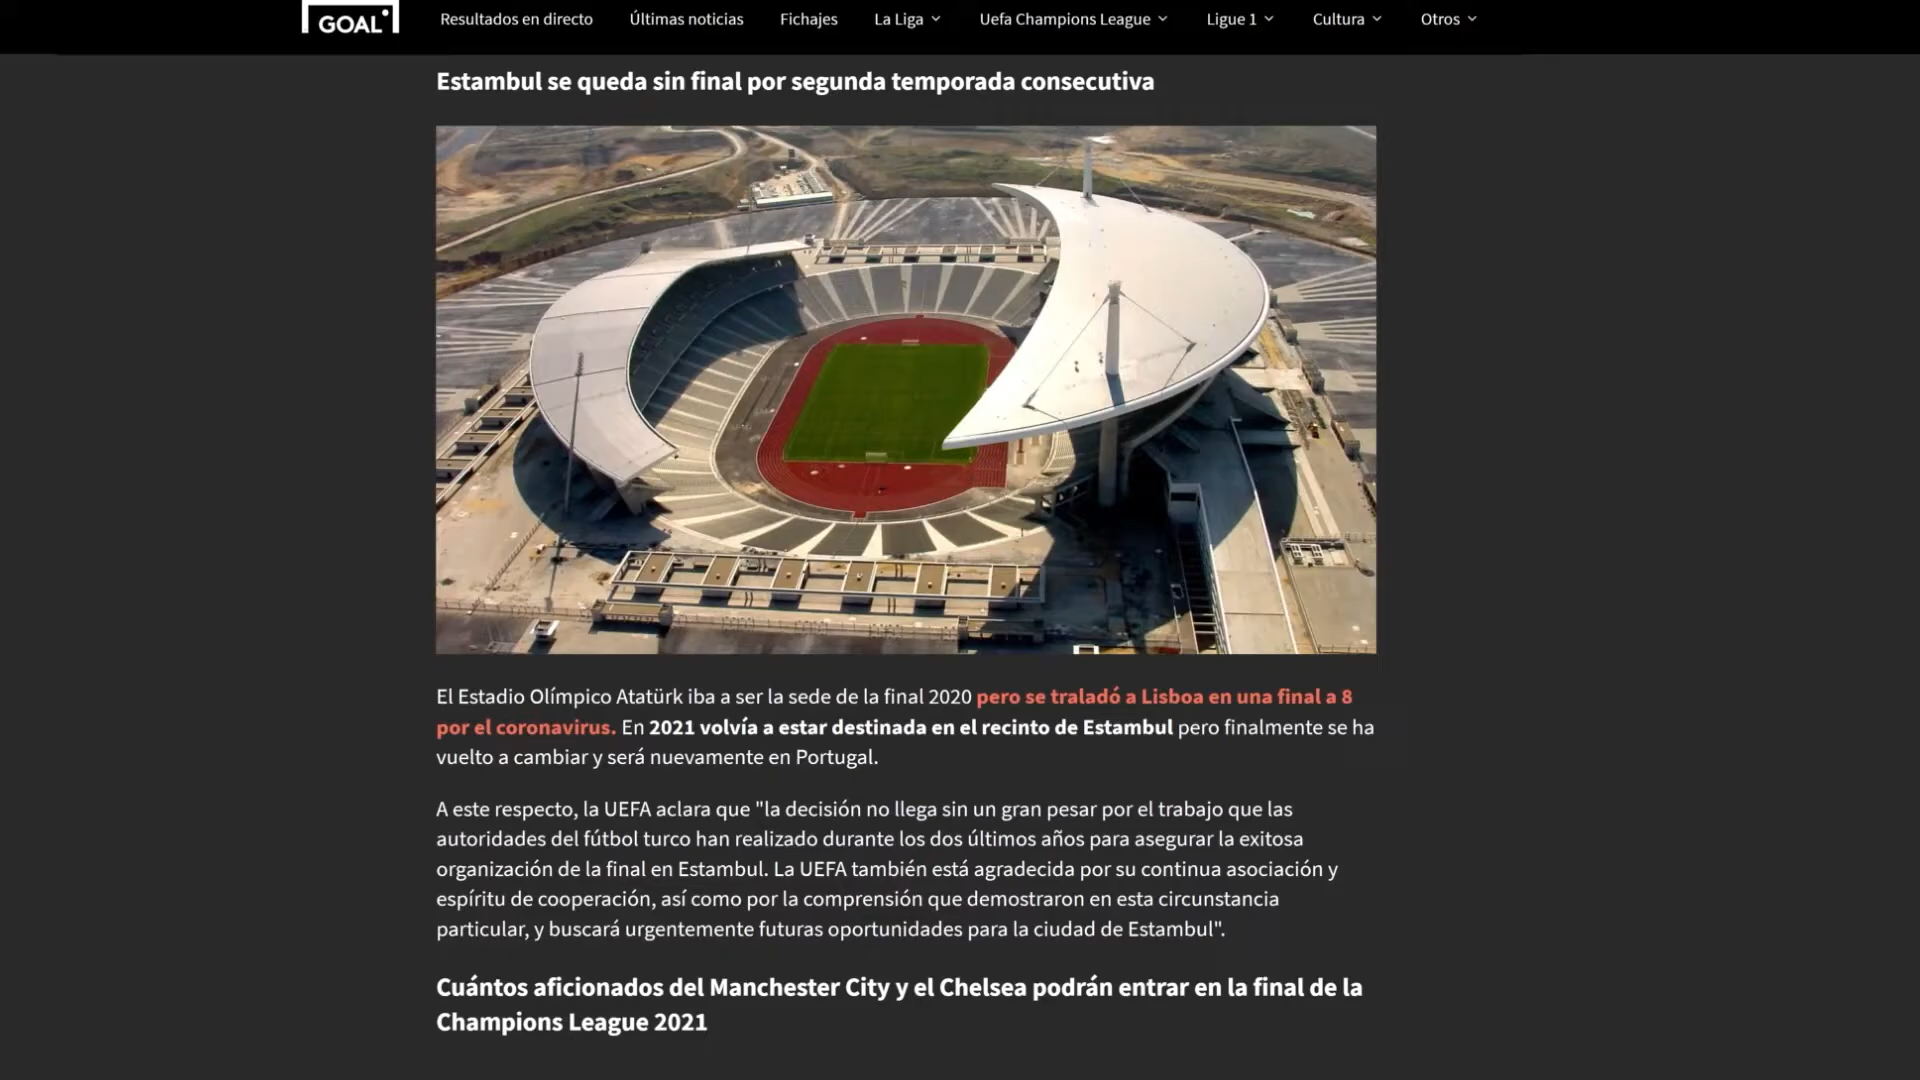 GOAL
Resultados en directo
Últimas noticias
Fichajes
La Liga
Uefa Champions League
Ligue 1
Cultura
Otros
Estambul se queda sin final por segunda temporada consecutiva
El Estadio Olímpico Atatürk iba a ser la sede de la final 2020 pero se traladó a Lisboa en una final a 8
por el coronavirus. En 2021 volvía a estar destinada en el recinto de Estambul pero finalmente se ha
vuelto a cambiar y será nuevamente en Portugal.
A este respecto, la UEFA aclara que "la decisión no llega sin un gran pesar por el trabajo que las
autoridades del fútbol turco han realizado durante los dos últimos años para asegurar la exitosa
organización de la final en Estambul. La UEFA también está agradecida por su continua asociación y
espíritu de cooperación, así como por la comprensión que demostraron en esta circunstancia
particular, y buscará urgentemente futuras oportunidades para la ciudad de Estambul".
Cuántos aficionados del Manchester City y el Chelsea podrán entrar en la final de la
Champions League 2021